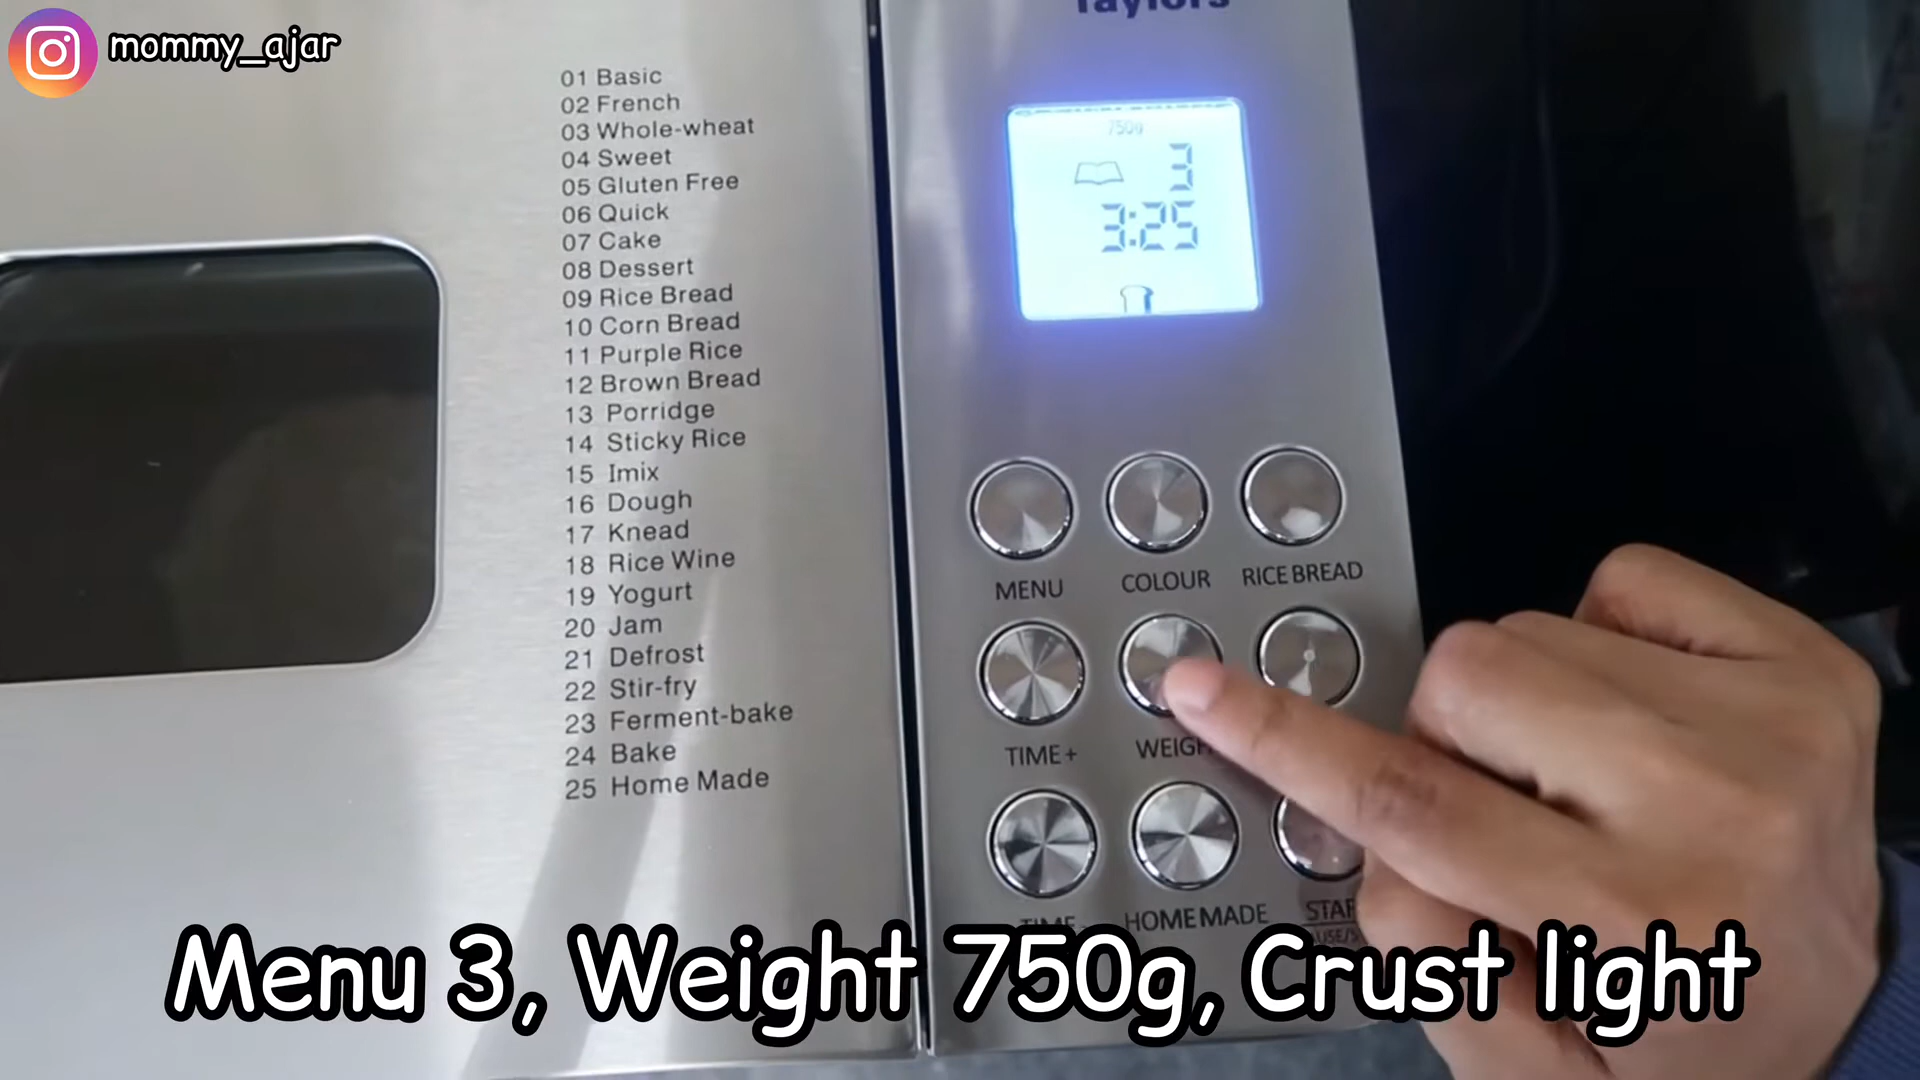 mommy_ajar
Taylors
01 Basic
02 French
03 Whole-wheat
04 Sweet
05 Gluten Free
06 Quick
07 Cake
08 Dessert
09 Rice Bread
10 Corn Bread
11 Purple Rice
12 Brown Bread
13 Porridge
14 Sticky Rice
15 Imix
16 Dough
17 Knead
18 Rice Wine
19 Yogurt
20 Jam
21 Defrost
22 Stir-fry
23 Ferment-bake
24 Bake
25 Home Made
750g
3
3:25
MENU
COLOUR
RICE BREAD
TIME+
WEIGH
TIME -
HOME MADE
Menu 3, Weight 750g, Crust light